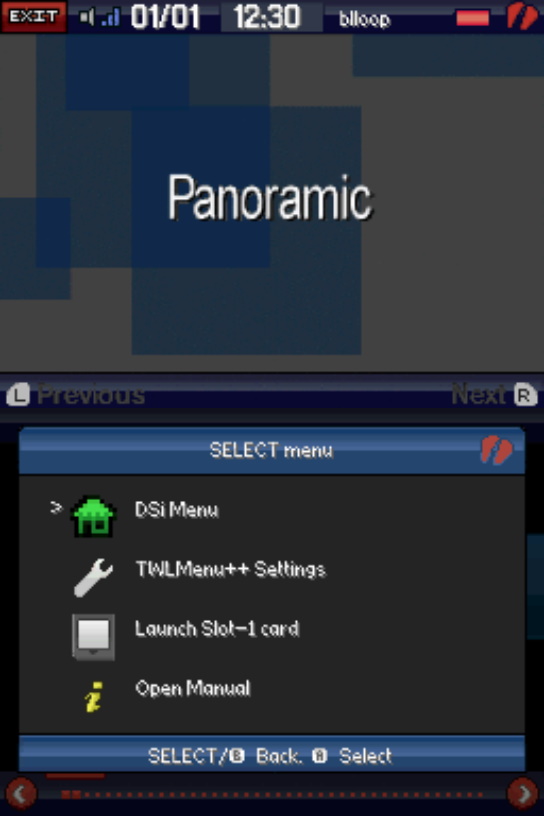 EXIT 01/01 12:30 blloop
Panoramic
L Previous Next R
SELECT menu
> DSi Menu
TWLMenu++ Settings
Launch Slot-1 card
i Open Manual
SELECT/B Back. A Select